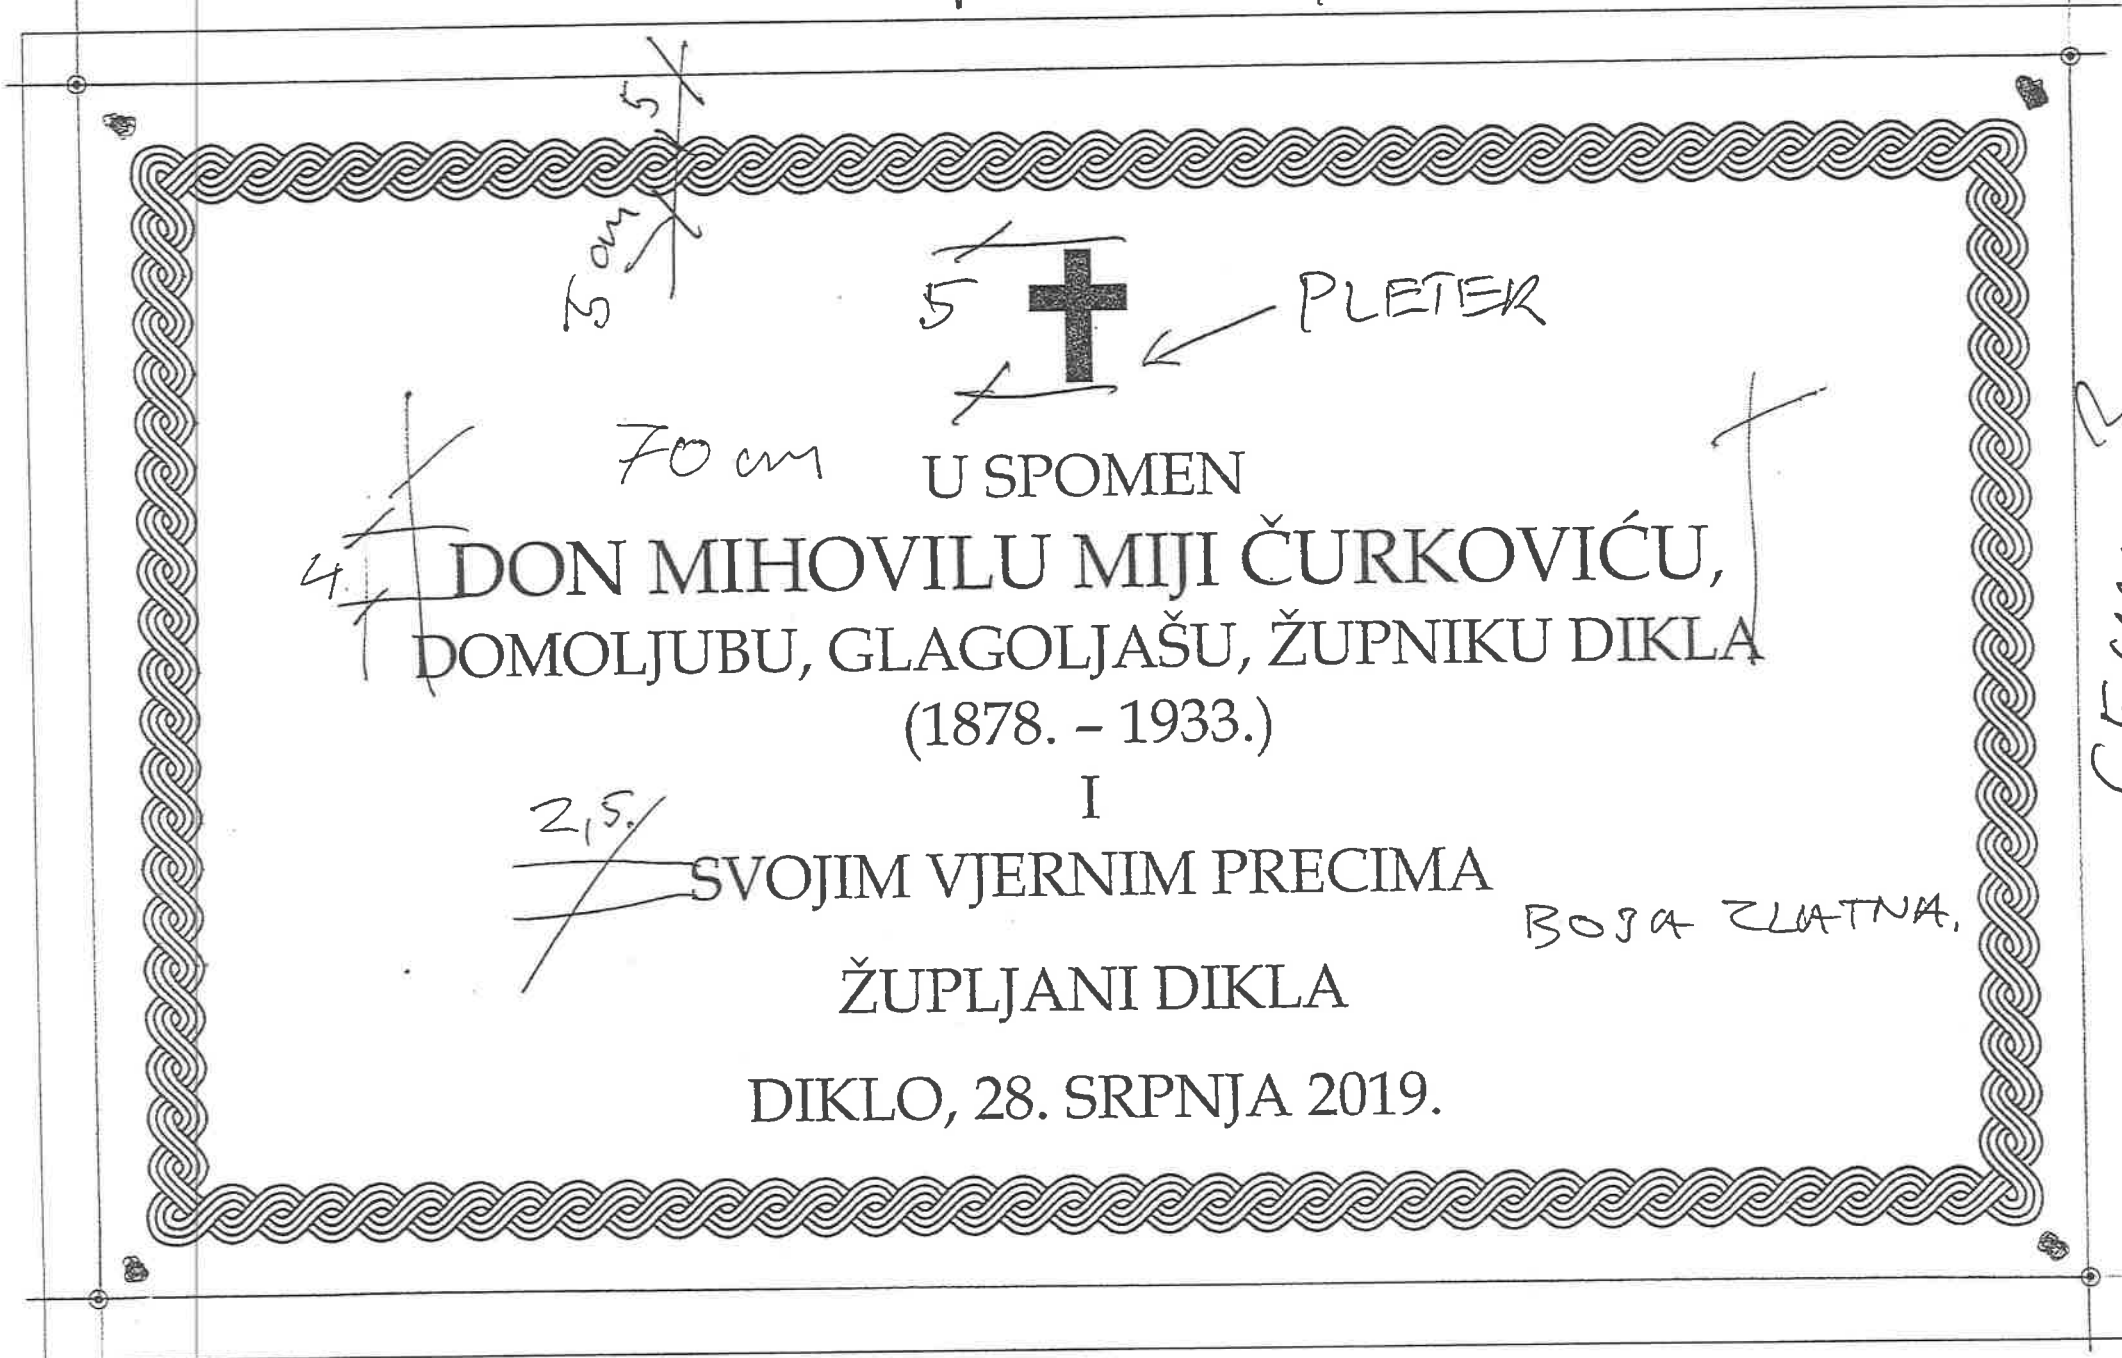 5
5 cm
5
PLETER
70 cm
U SPOMEN
4.
DON MIHOVILU MIJI ČURKOVIĆU,
DOMOLJUBU, GLAGOLJAŠU, ŽUPNIKU DIKLA
(1878. – 1933.)
I
2,5.
SVOJIM VJERNIM PRECIMA
BOJA ZLATNA.
ŽUPLJANI DIKLA
DIKLO, 28. SRPNJA 2019.